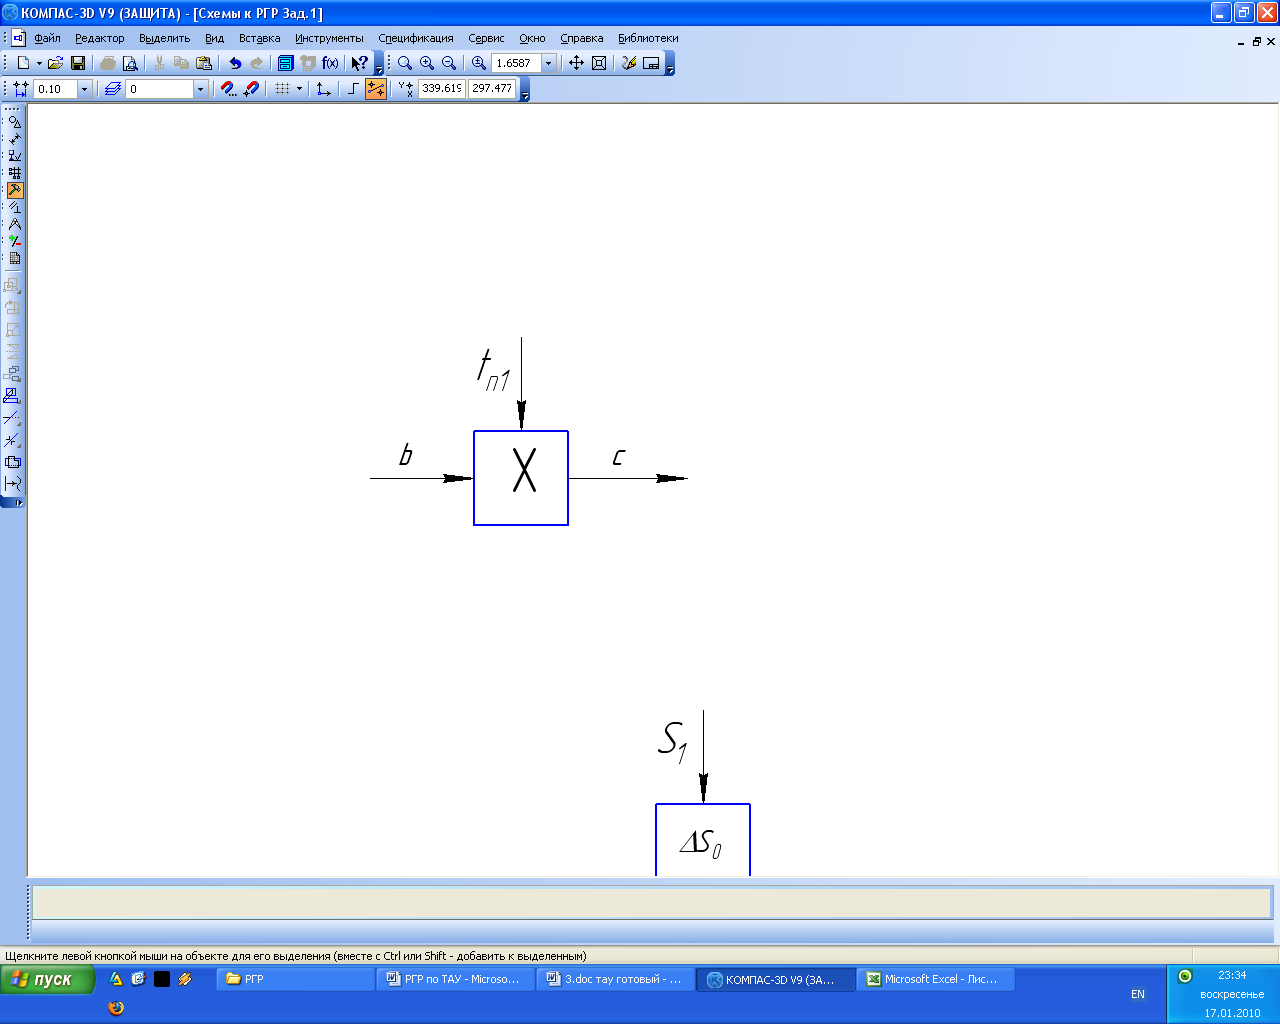 КОМПАС-3D V9 (ЗАЩИТА) - [Схемы к РГР Зад.1]
Файл Редактор Выделить Вид Вставка Инструменты Спецификация Сервис Окно Справка Библиотеки
f(x) 1.6587
0.10 0 339.619 297.477
t п1
b X c
S 1
ΔS 0
Щелкните левой кнопкой мыши на объекте для его выделения (вместе с Ctrl или Shift - добавить к выделенным)
пуск РГР РГР по ТАУ - Microso... 3.doc тау готовый - ... КОМПАС-3D V9 (ЗА... Microsoft Excel - Лис... EN 23:34
воскресенье
17.01.2010